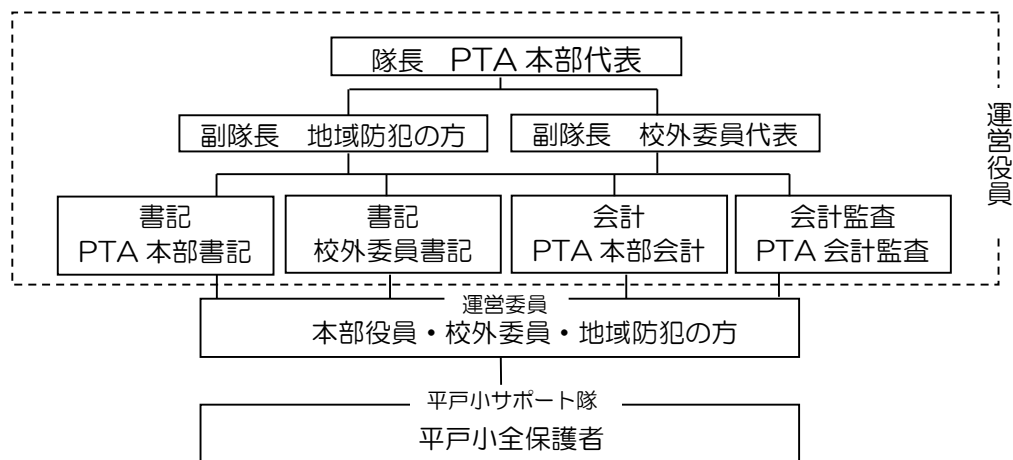 隊長　PTA 本部代表
副隊長　地域防犯の方
副隊長　校外委員代表
運営役員
書記
PTA 本部書記
書記
校外委員書記
会計
PTA 本部会計
会計監査
PTA 会計監査
運営委員
本部役員・校外委員・地域防犯の方
平戸小サポート隊
平戸小全保護者